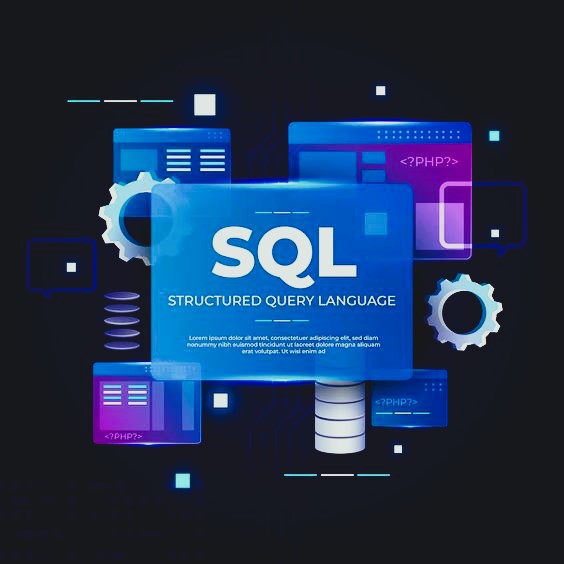 <?PHP?>
SQL
STRUCTURED QUERY LANGUAGE
Lorem ipsum dolor sit amet, consectetuer adipiscing elit, sed diam
nonummy nibh euismod tincidunt ut laoreet dolore magna aliquam
erat volutpat. Ut wisi enim ad
<?PHP?>
<?PHP?>